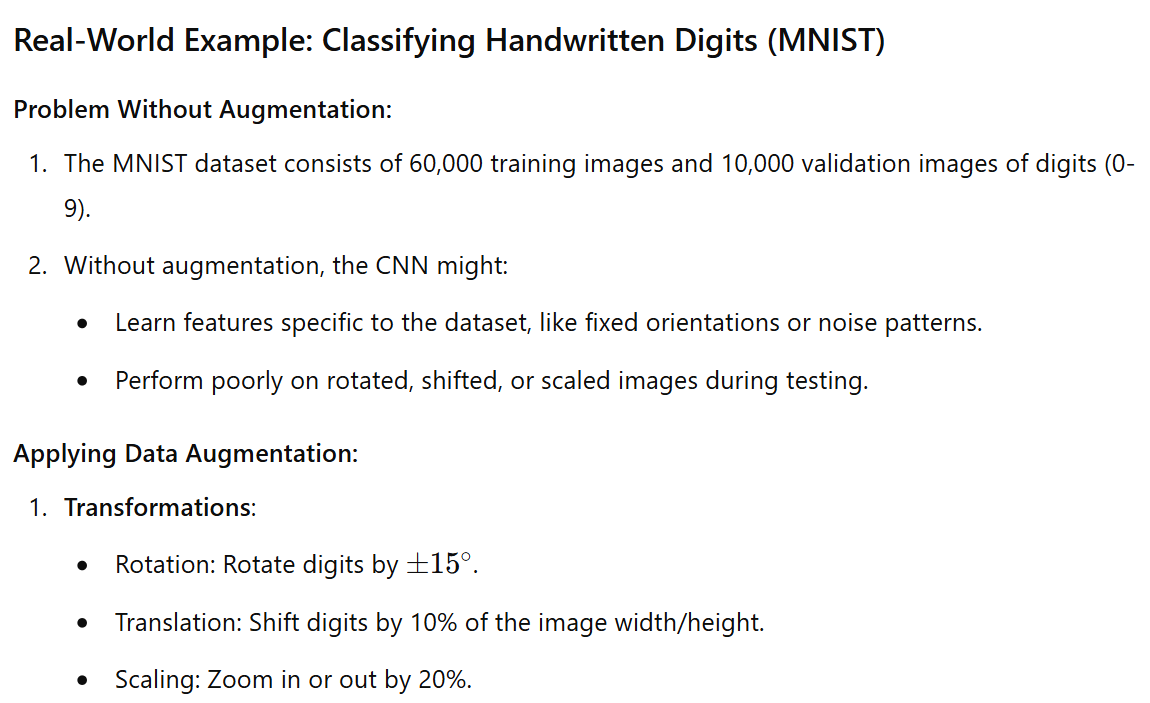 Real-World Example: Classifying Handwritten Digits (MNIST)
Problem Without Augmentation:
1. The MNIST dataset consists of 60,000 training images and 10,000 validation images of digits (0-
9).
2. Without augmentation, the CNN might:
• Learn features specific to the dataset, like fixed orientations or noise patterns.
• Perform poorly on rotated, shifted, or scaled images during testing.
Applying Data Augmentation:
1. Transformations:
• Rotation: Rotate digits by ±15°.
• Translation: Shift digits by 10% of the image width/height.
• Scaling: Zoom in or out by 20%.